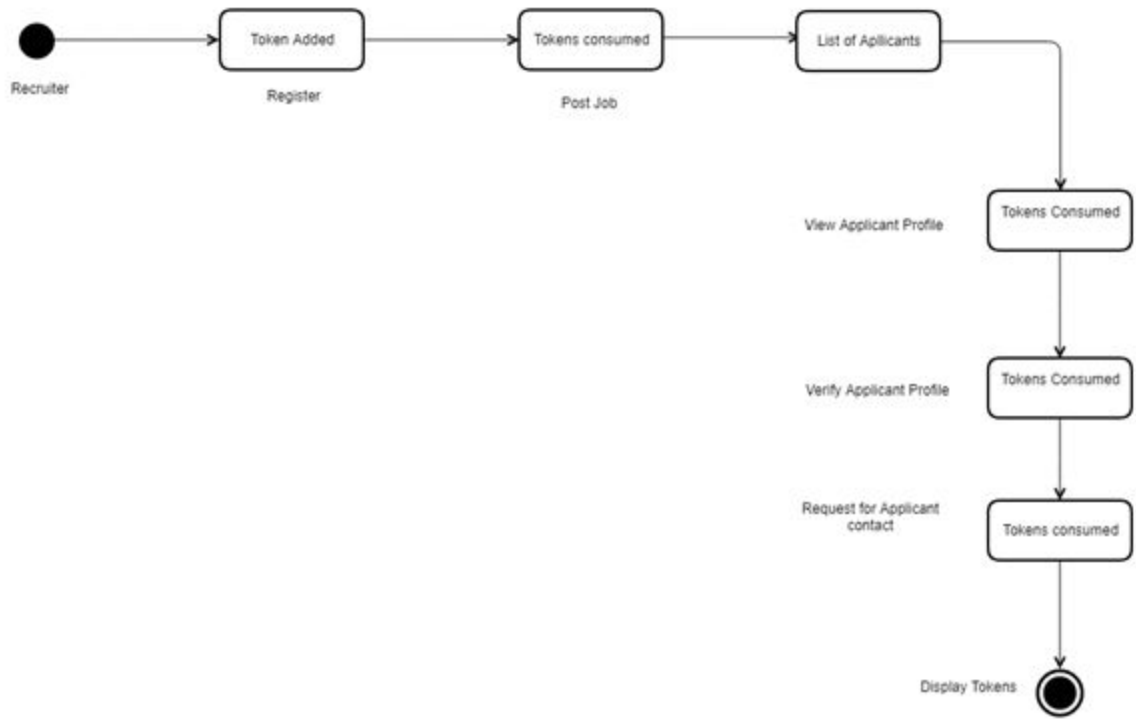 Token Added
Tokens consumed
List of Apllicants
Recruiter
Register
Post Job
Tokens Consumed
View Applicant Profile
Tokens Consumed
Verify Applicant Profile
Request for Applicant
contact
Tokens consumed
Display Tokens